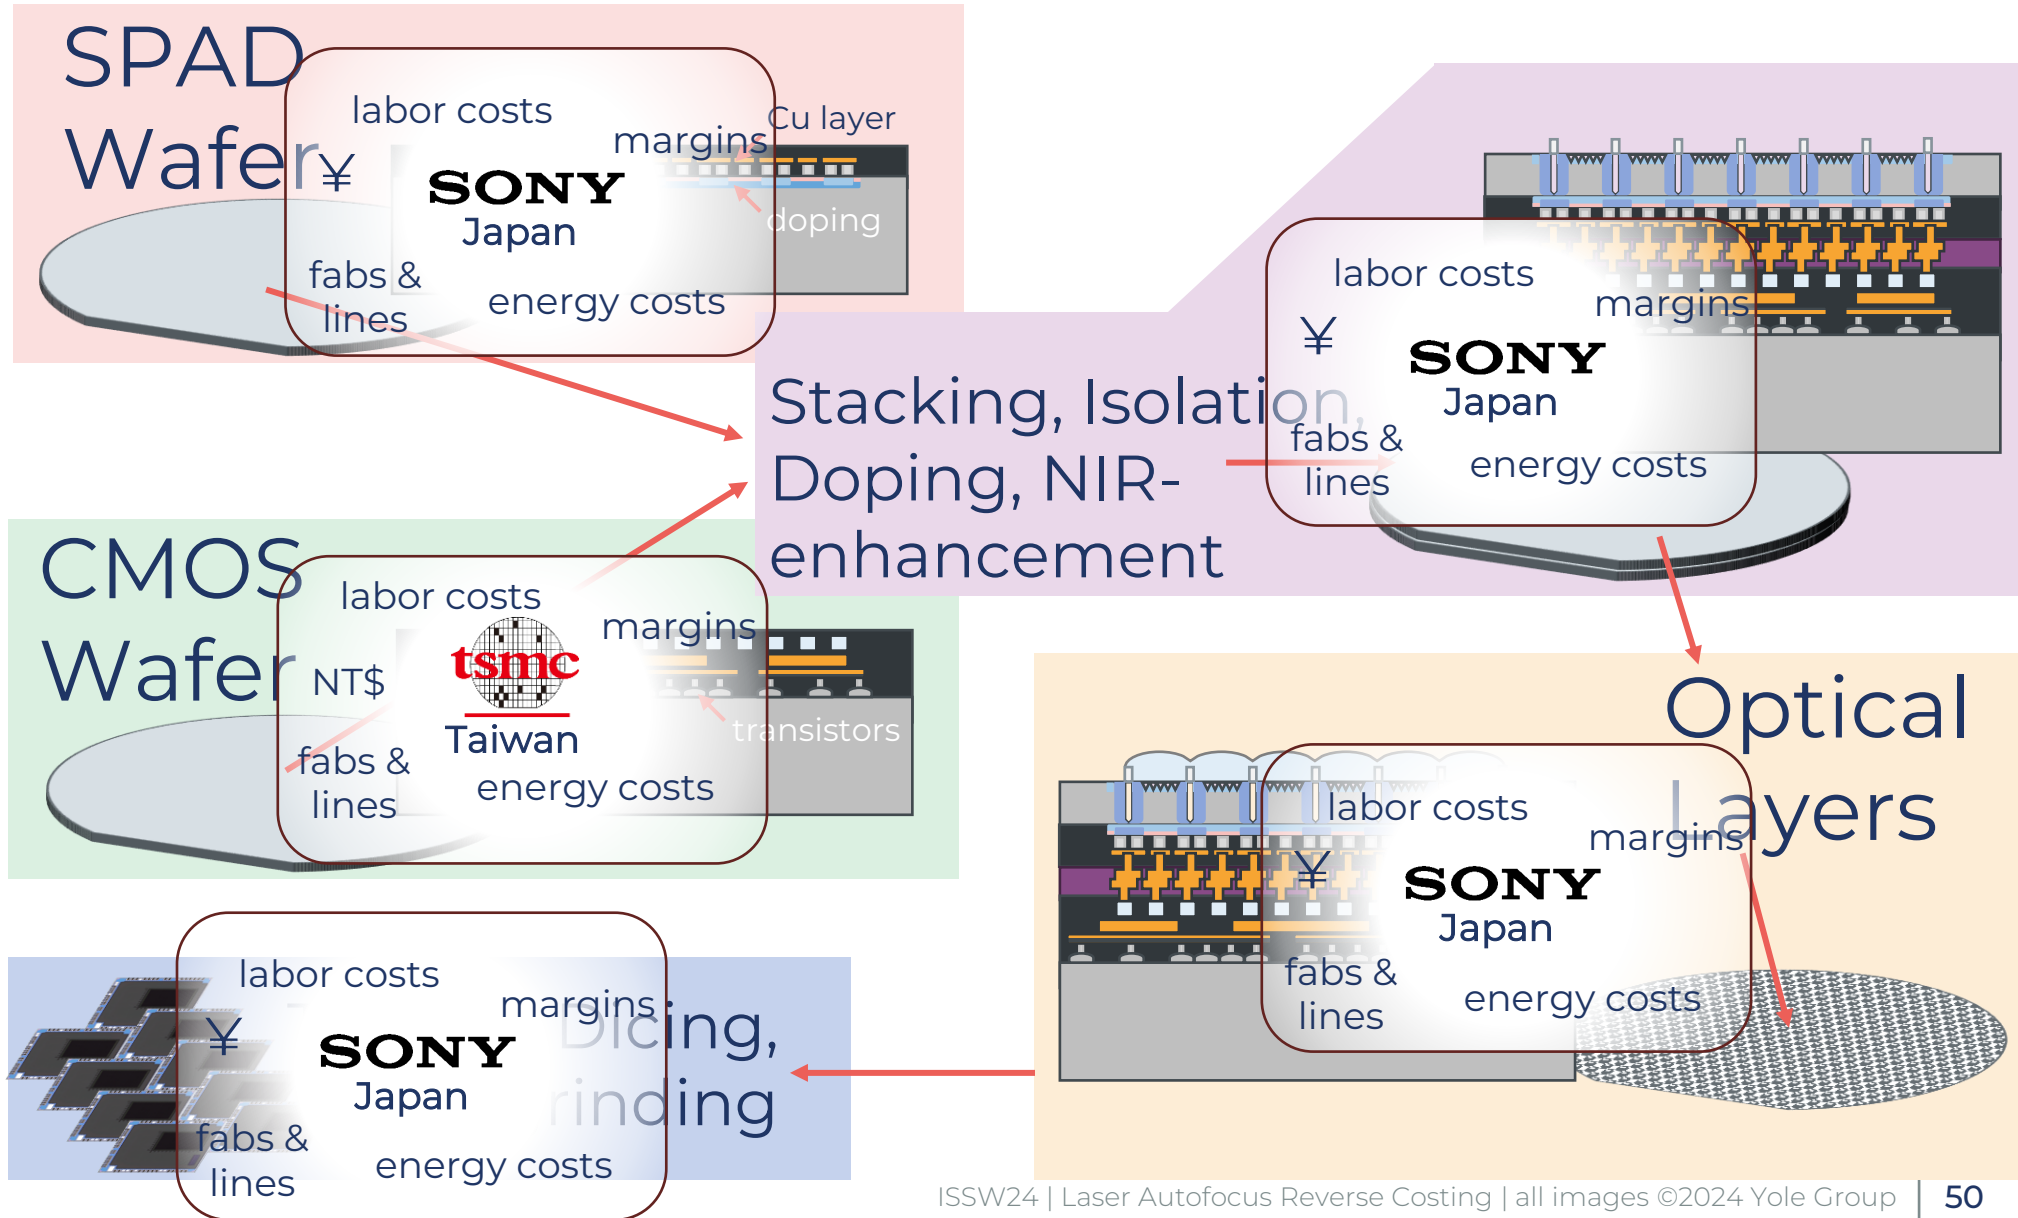 SPAD
Wafer
labor costs
margins
Cu layer
¥
SONY
Japan
doping
fabs &
lines
energy costs
Stacking, Isolation,
Doping, NIR-
enhancement
labor costs
margins
¥
SONY
Japan
fabs &
lines
energy costs
CMOS
Wafer
labor costs
margins
NT$
tsmc
Taiwan
transistors
fabs &
lines
energy costs
Optical
Layers
labor costs
margins
¥
SONY
Japan
fabs &
lines
energy costs
Dicing,
rinding
labor costs
margins
¥
SONY
Japan
fabs &
lines
energy costs
ISSW24 | Laser Autofocus Reverse Costing | all images ©2024 Yole Group | 50